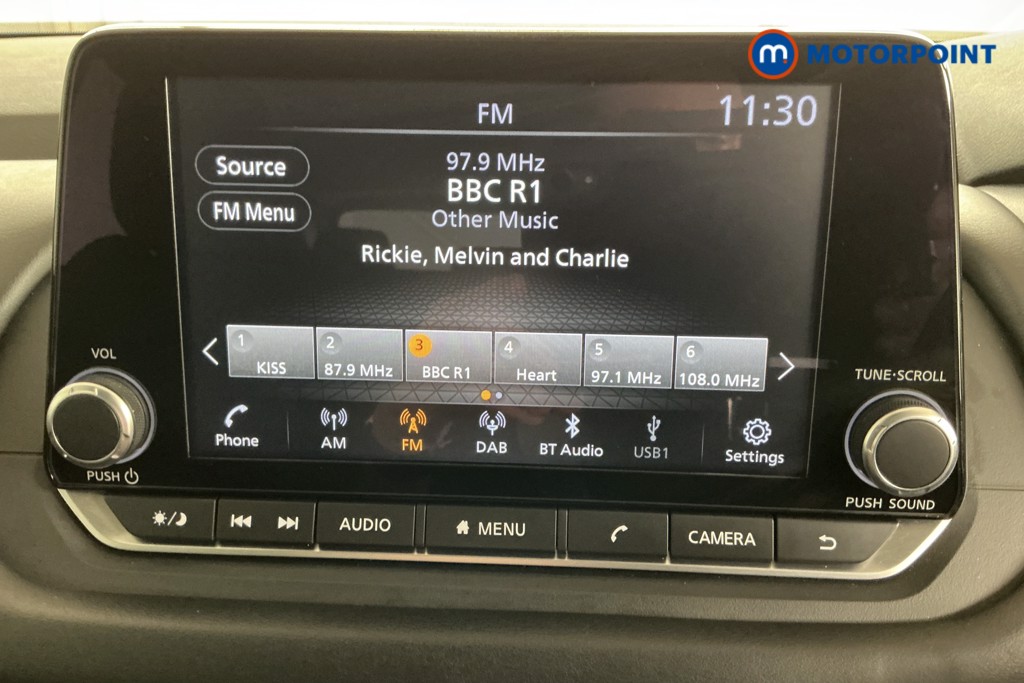 m. MOTORPOINT
FM
11:30
Source
FM Menu
97.9 MHz
BBC R1
Other Music
Rickie, Melvin and Charlie
1 KISS
2 87.9 MHz
3 BBC R1
4 Heart
5 97.1 MHz
6 108.0 MHz
Phone
AM
FM
DAB
BT Audio
USB1
Settings
VOL
PUSH
TUNE·SCROLL
PUSH SOUND
AUDIO
MENU
CAMERA